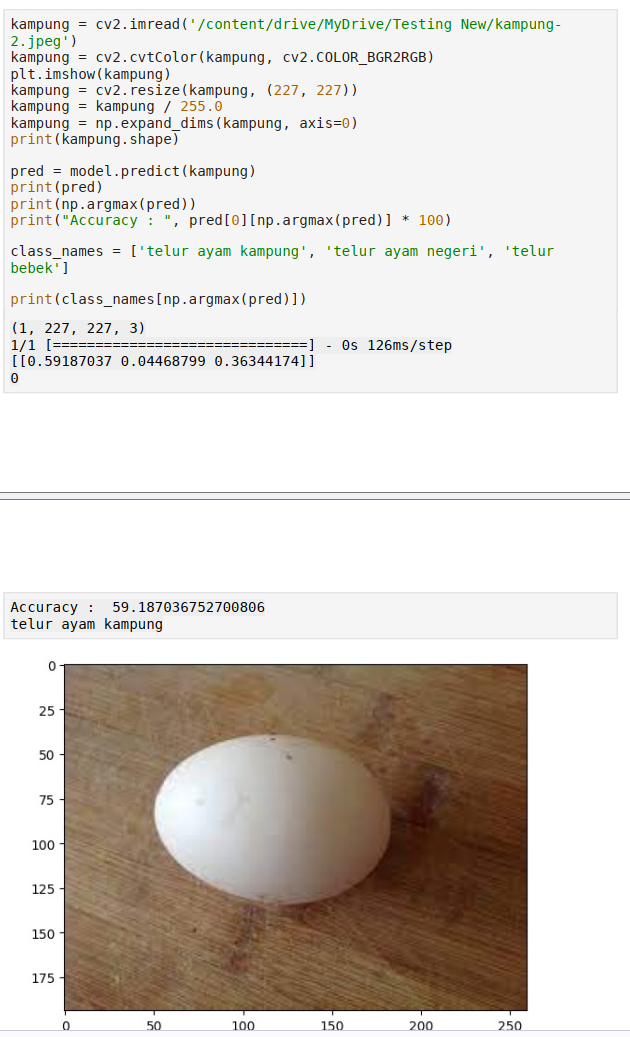 kampung = cv2.imread('/content/drive/MyDrive/Testing New/kampung-
2.jpeg')
kampung = cv2.cvtColor(kampung, cv2.COLOR_BGR2RGB)
plt.imshow(kampung)
kampung = cv2.resize(kampung, (227, 227))
kampung = kampung / 255.0
kampung = np.expand_dims(kampung, axis=0)
print(kampung.shape)
pred = model.predict(kampung)
print(pred)
print(np.argmax(pred))
print("Accuracy : ", pred[0][np.argmax(pred)] * 100)
class_names = ['telur ayam kampung', 'telur ayam negeri', 'telur
bebek']
print(class_names[np.argmax(pred)])
(1, 227, 227, 3)
1/1 [==============================] - 0s 126ms/step
[[0.59187037 0.04468799 0.36344174]]
0
Accuracy :  59.187036752700806
telur ayam kampung
0
25
50
75
100
125
150
175
0 50 100 150 200 250